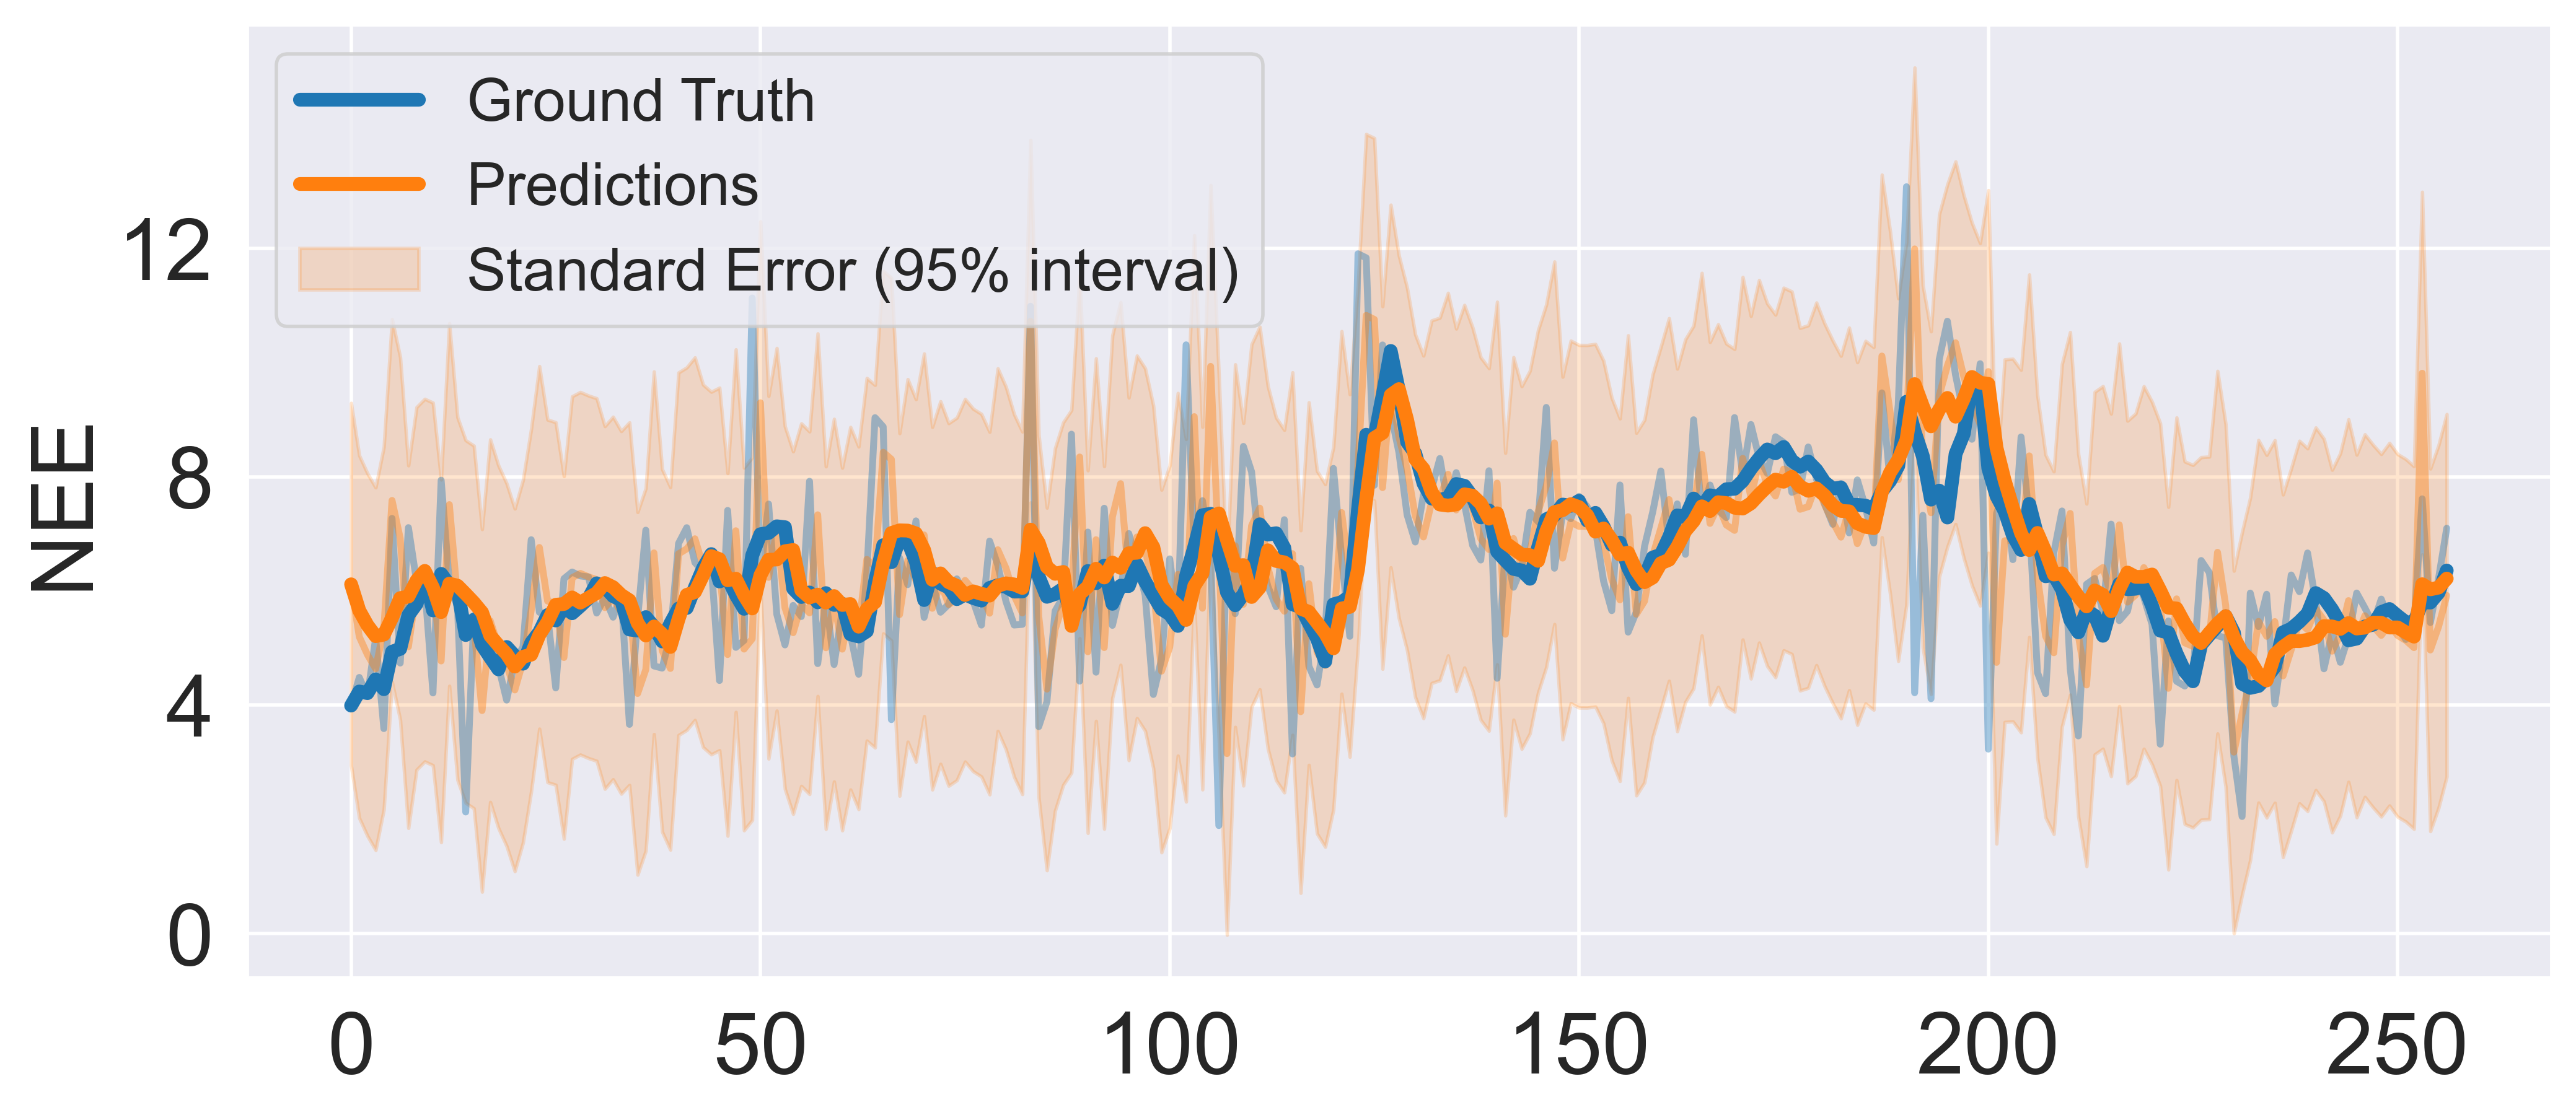 Ground Truth
Predictions
Standard Error (95% interval)
NEE
12
8
4
0
0 50 100 150 200 250